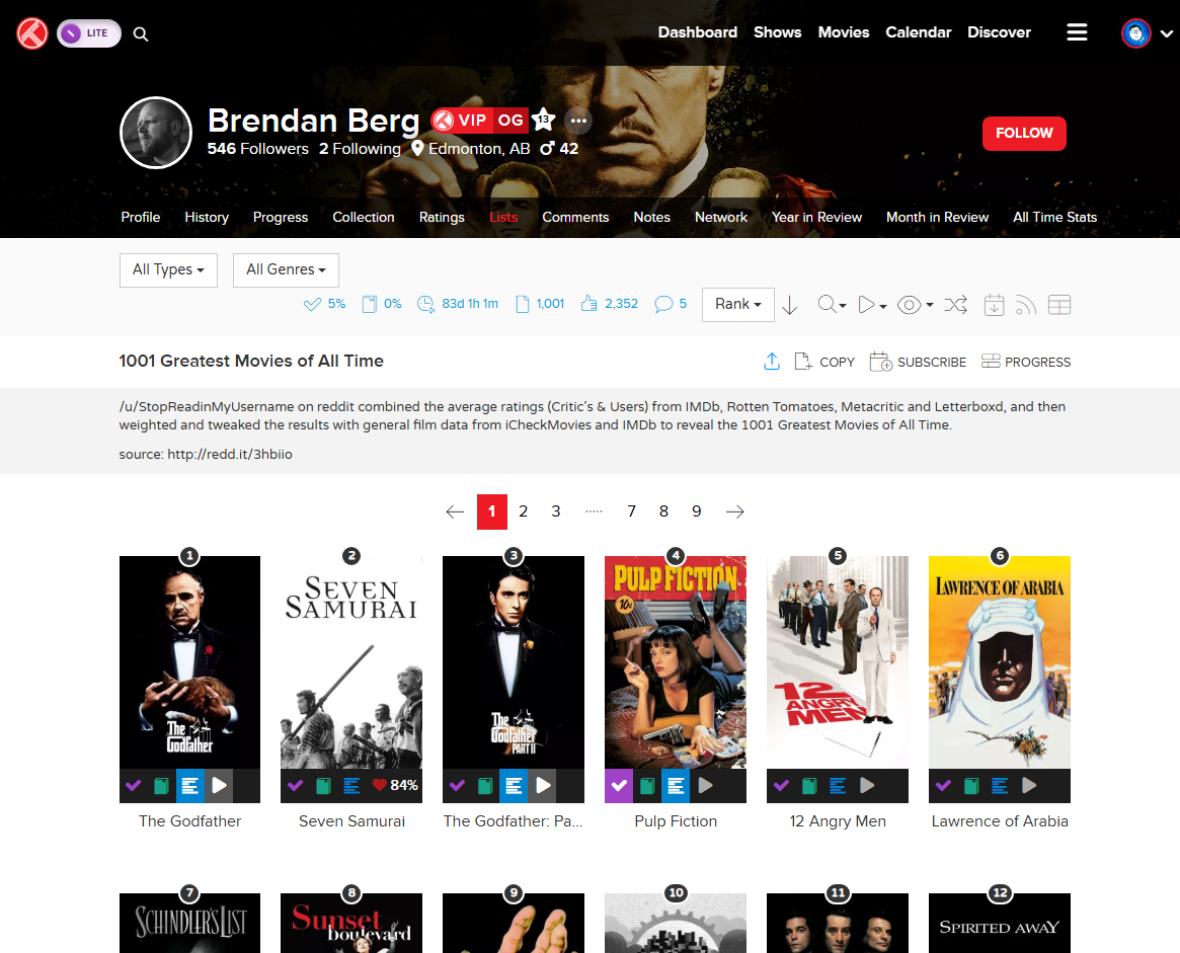 LITE
Dashboard Shows Movies Calendar Discover
Brendan Berg VIP OG 13
546 Followers 2 Following Edmonton, AB 42
FOLLOW
Profile History Progress Collection Ratings Lists Comments Notes Network Year in Review Month in Review All Time Stats
All Types All Genres
5% 0% 83d 1h 1m 1,001 2,352 5 Rank
1001 Greatest Movies of All Time
COPY SUBSCRIBE PROGRESS
/u/StopReadinMyUsername on reddit combined the average ratings (Critic's & Users) from IMDb, Rotten Tomatoes, Metacritic and Letterboxd, and then
weighted and tweaked the results with general film data from iCheckMovies and IMDb to reveal the 1001 Greatest Movies of All Time.
source: http://redd.it/3hbiio
1 2 3 ..... 7 8 9
1 2 3 4 5 6
The
Godfather
SEVEN
SAMURAI
The
Godfather
PART II
PULP FICTION
10¢
12
ANGRY
MEN
LAWRENCE OF ARABIA
84%
The Godfather Seven Samurai The Godfather: Pa... Pulp Fiction 12 Angry Men Lawrence of Arabia
7 8 9 10 11 12
SCHINDLER'S LIST
Sunset
boulevard
SPIRITED AWAY